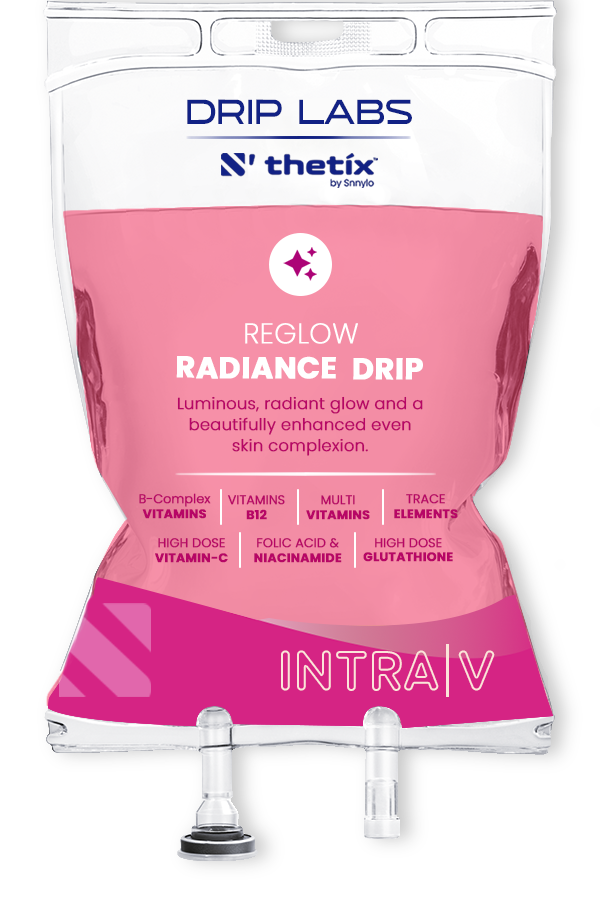 DRIP LABS
thetíx™
by Snnylo
REGLOW
RADIANCE DRIP
Luminous, radiant glow and a
beautifully enhanced even
skin complexion.
B-Complex VITAMINS
VITAMINS B12
MULTI VITAMINS
TRACE ELEMENTS
HIGH DOSE VITAMIN-C
FOLIC ACID & NIACINAMIDE
HIGH DOSE GLUTATHIONE
INTRA|V